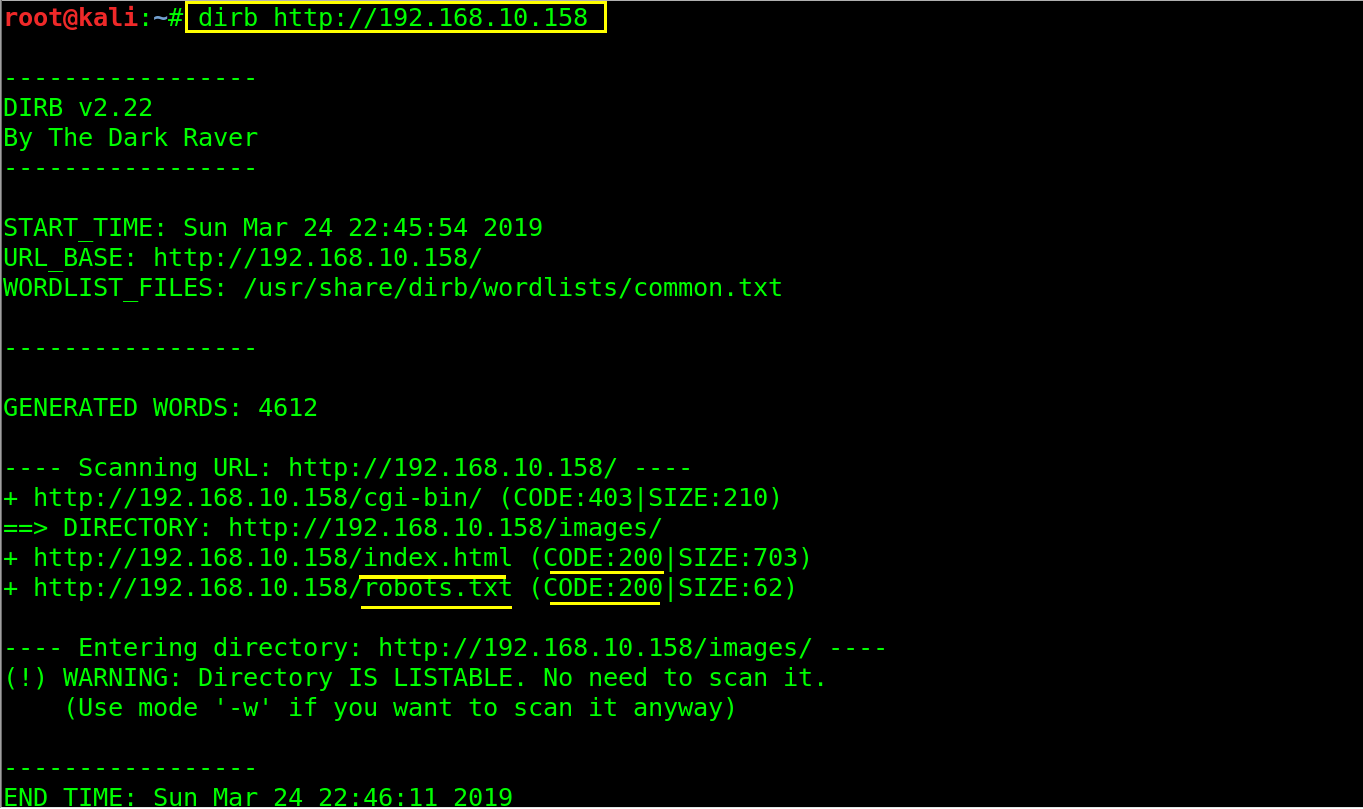 root@kali:~# dirb http://192.168.10.158
-----------------
DIRB v2.22
By The Dark Raver
-----------------
START_TIME: Sun Mar 24 22:45:54 2019
URL_BASE: http://192.168.10.158/
WORDLIST_FILES: /usr/share/dirb/wordlists/common.txt
-----------------
GENERATED WORDS: 4612
---- Scanning URL: http://192.168.10.158/ ----
+ http://192.168.10.158/cgi-bin/ (CODE:403|SIZE:210)
==> DIRECTORY: http://192.168.10.158/images/
+ http://192.168.10.158/index.html (CODE:200|SIZE:703)
+ http://192.168.10.158/robots.txt (CODE:200|SIZE:62)
---- Entering directory: http://192.168.10.158/images/ ----
(!) WARNING: Directory IS LISTABLE. No need to scan it.
    (Use mode '-w' if you want to scan it anyway)
-----------------
END_TIME: Sun Mar 24 22:46:11 2019